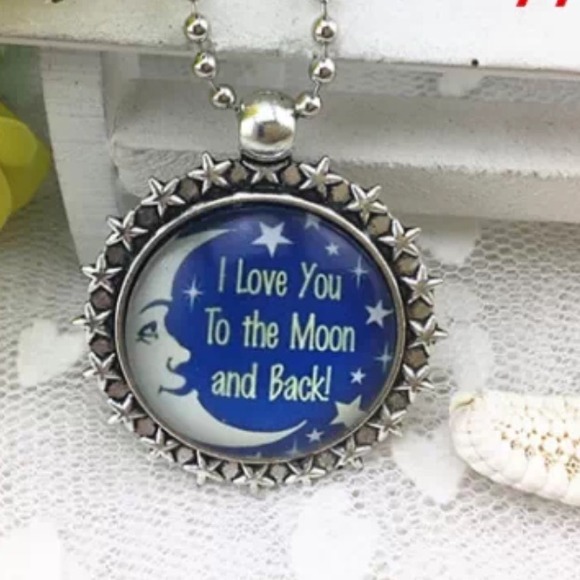 I Love You
To the Moon
and Back!